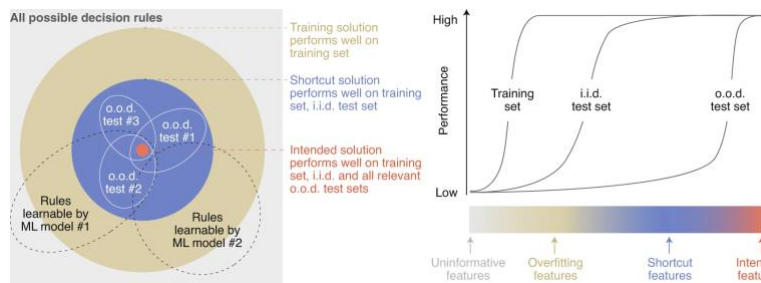 All possible decision rules
Training solution
performs well on
training set
Shortcut solution
performs well on training
set, i.i.d. test set
Intended solution
performs well on training
set, i.i.d. and all relevant
o.o.d. test sets
o.o.d.
test #3
o.o.d.
test #1
o.o.d.
test #2
Rules
learnable by
ML model #1
Rules
learnable by
ML model #2
High
Performance
Low
Training
set
i.i.d.
test set
o.o.d.
test set
Uninformative
features
Overfitting
features
Shortcut
features